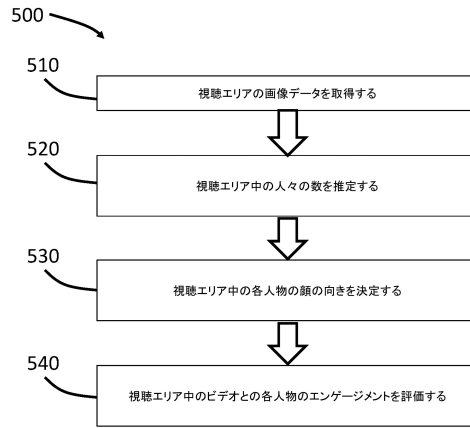 500
510
視聴エリアの画像データを取得する
520
視聴エリア中の人々の数を推定する
530
視聴エリア中の各人物の顔の向きを決定する
540
視聴エリア中のビデオとの各人物のエンゲージメントを評価する